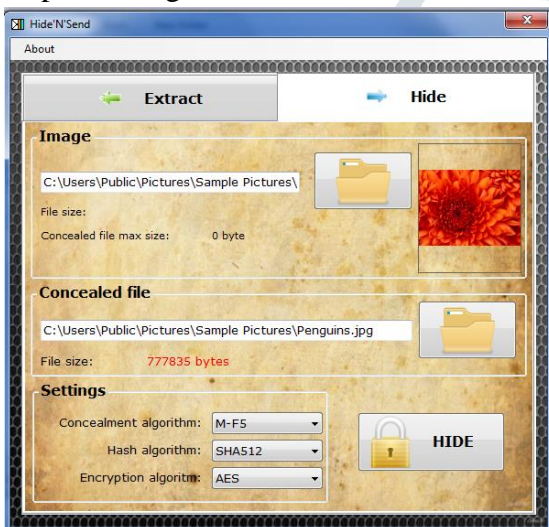 Hide'N'Send
About
Extract
Hide
Image
C:\Users\Public\Pictures\Sample Pictures\
File size:
Concealed file max size: 0 byte
Concealed file
C:\Users\Public\Pictures\Sample Pictures\Penguins.jpg
File size: 777835 bytes
Settings
Concealment algorithm: M-F5
Hash algorithm: SHA512
Encryption algoritm: AES
HIDE